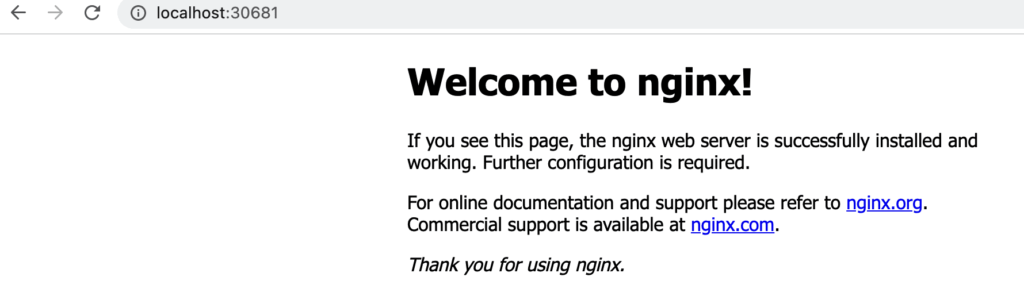 localhost:30681
Welcome to nginx!
If you see this page, the nginx web server is successfully installed and
working. Further configuration is required.
For online documentation and support please refer to nginx.org.
Commercial support is available at nginx.com.
Thank you for using nginx.